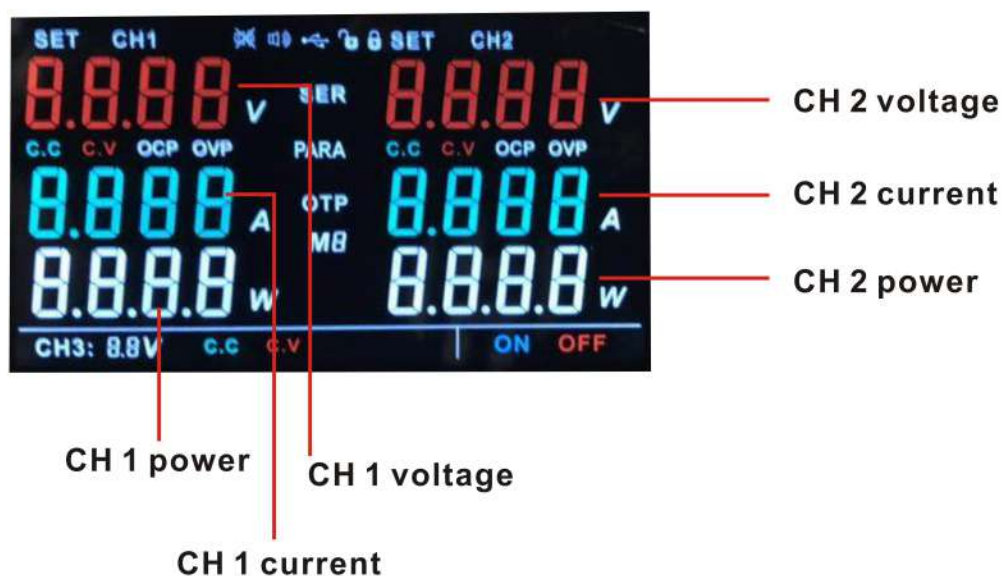 SET CH1 SET CH2
8.8.8.8 V SER 8.8.8.8 V
CH 2 voltage
C.C C.V OCP OVP PARA C.C C.V OCP OVP
8.8.8.8 A OTP 8.8.8.8 A
CH 2 current
M8
8.8.8.8 W 8.8.8.8 W
CH 2 power
CH3: 8.8V C.C C.V ON OFF
CH 1 power
CH 1 voltage
CH 1 current